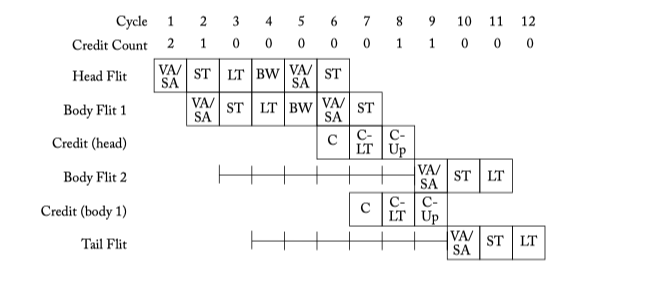 Cycle 1 2 3 4 5 6 7 8 9 10 11 12
Credit Count 2 1 0 0 0 0 0 1 1 0 0 0
Head Flit VA/SA ST LT BW VA/SA ST
Body Flit 1 VA/SA ST LT BW VA/SA ST
Credit (head) C C-LT C-Up
Body Flit 2 VA/SA ST LT
Credit (body 1) C C-LT C-Up
Tail Flit VA/SA ST LT